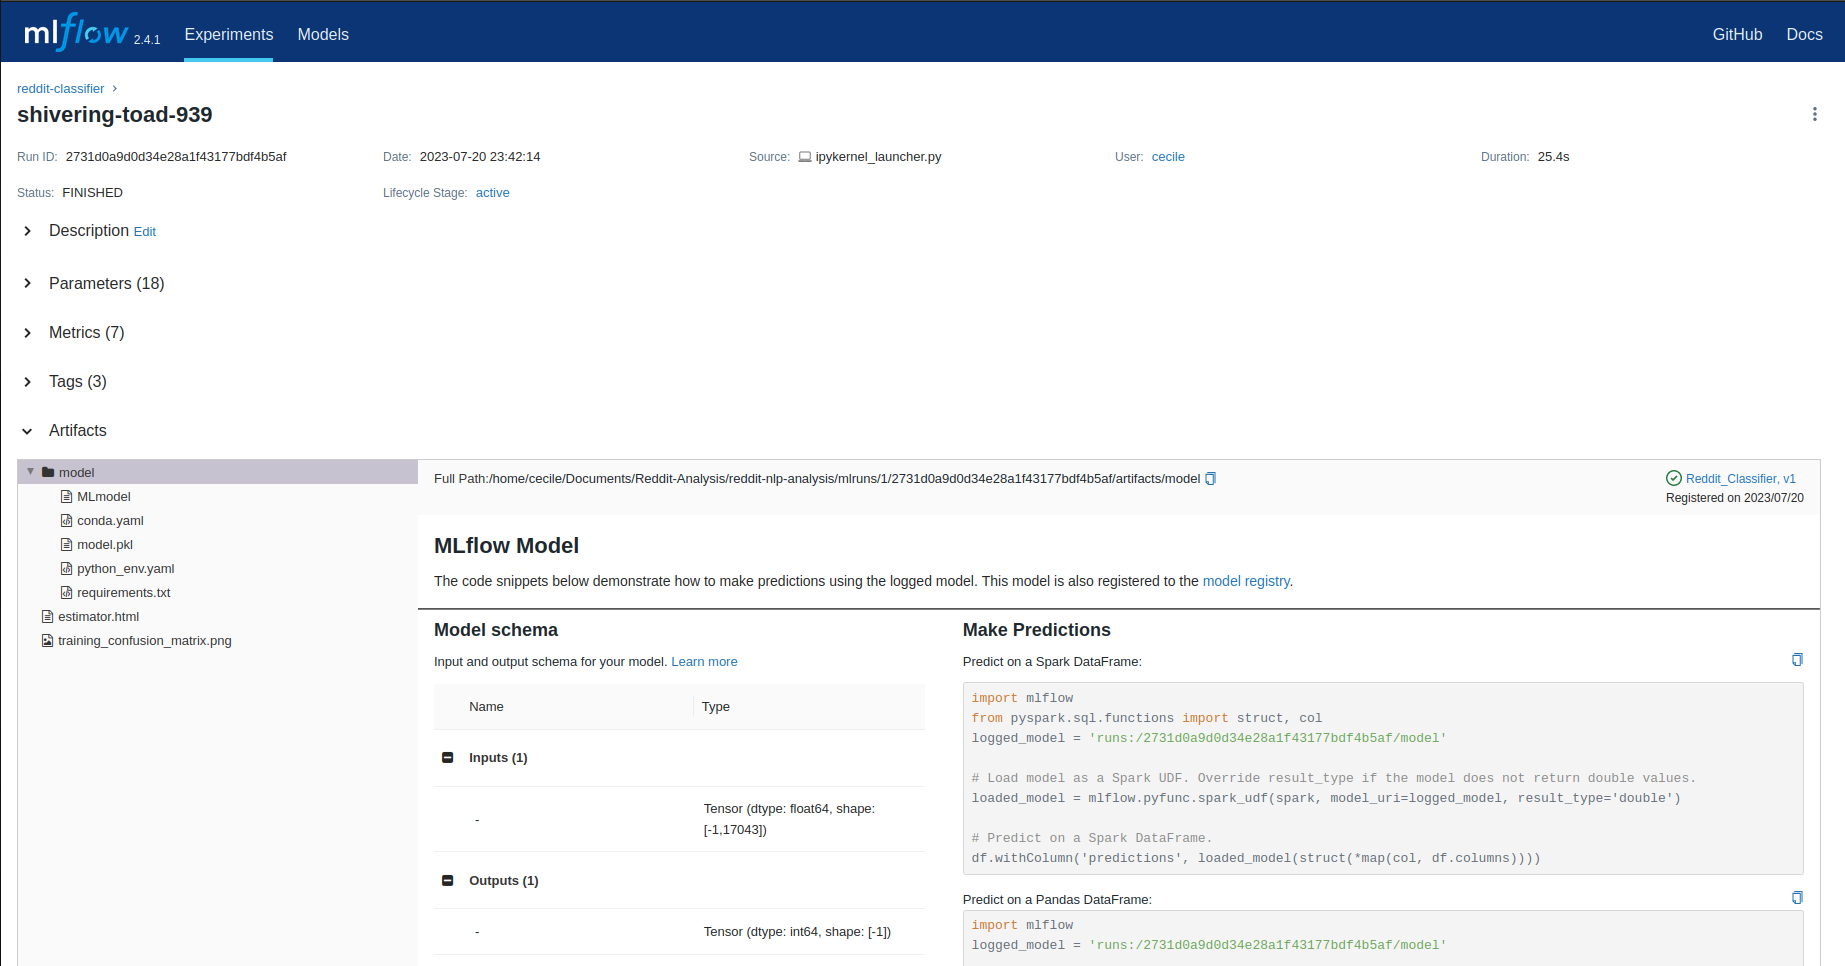 mlflow 2.4.1 Experiments Models GitHub Docs
reddit-classifier
shivering-toad-939
Run ID: 2731d0a9d0d34e28a1f43177bdf4b5af Date: 2023-07-20 23:42:14 Source: ipykernel_launcher.py User: cecile Duration: 25.4s
Status: FINISHED Lifecycle Stage: active
Description Edit
Parameters (18)
Metrics (7)
Tags (3)
Artifacts
model
MLmodel
conda.yaml
model.pkl
python_env.yaml
requirements.txt
estimator.html
training_confusion_matrix.png
Full Path:/home/cecile/Documents/Reddit-Analysis/reddit-nlp-analysis/mlruns/1/2731d0a9d0d34e28a1f43177bdf4b5af/artifacts/model
Reddit_Classifier, v1
Registered on 2023/07/20
MLflow Model
The code snippets below demonstrate how to make predictions using the logged model. This model is also registered to the model registry.
Model schema
Input and output schema for your model. Learn more
Name Type
Inputs (1)
- Tensor (dtype: float64, shape:
[-1,17043])
Outputs (1)
- Tensor (dtype: int64, shape: [-1])
Make Predictions
Predict on a Spark DataFrame:
import mlflow
from pyspark.sql.functions import struct, col
logged_model = 'runs:/2731d0a9d0d34e28a1f43177bdf4b5af/model'
# Load model as a Spark UDF. Override result_type if the model does not return double values.
loaded_model = mlflow.pyfunc.spark_udf(spark, model_uri=logged_model, result_type='double')
# Predict on a Spark DataFrame.
df.withColumn('predictions', loaded_model(struct(*map(col, df.columns))))
Predict on a Pandas DataFrame:
import mlflow
logged_model = 'runs:/2731d0a9d0d34e28a1f43177bdf4b5af/model'